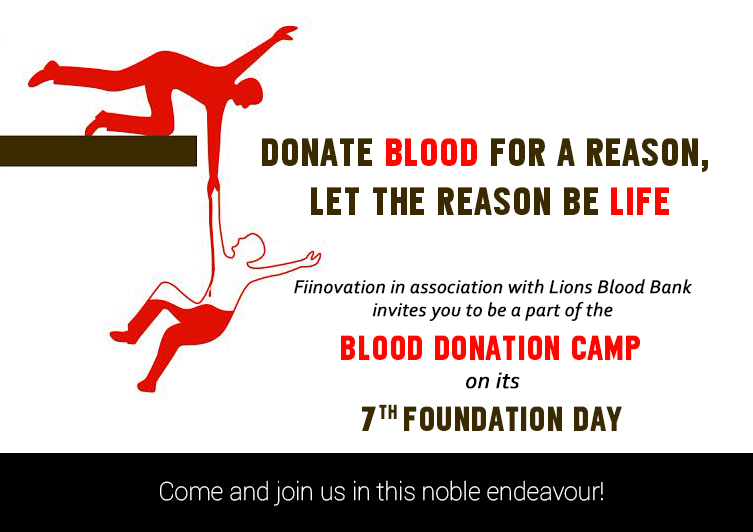 DONATE BLOOD FOR A REASON,
LET THE REASON BE LIFE
Fiinovation in association with Lions Blood Bank
invites you to be a part of the
BLOOD DONATION CAMP
on its
7TH FOUNDATION DAY
Come and join us in this noble endeavour!